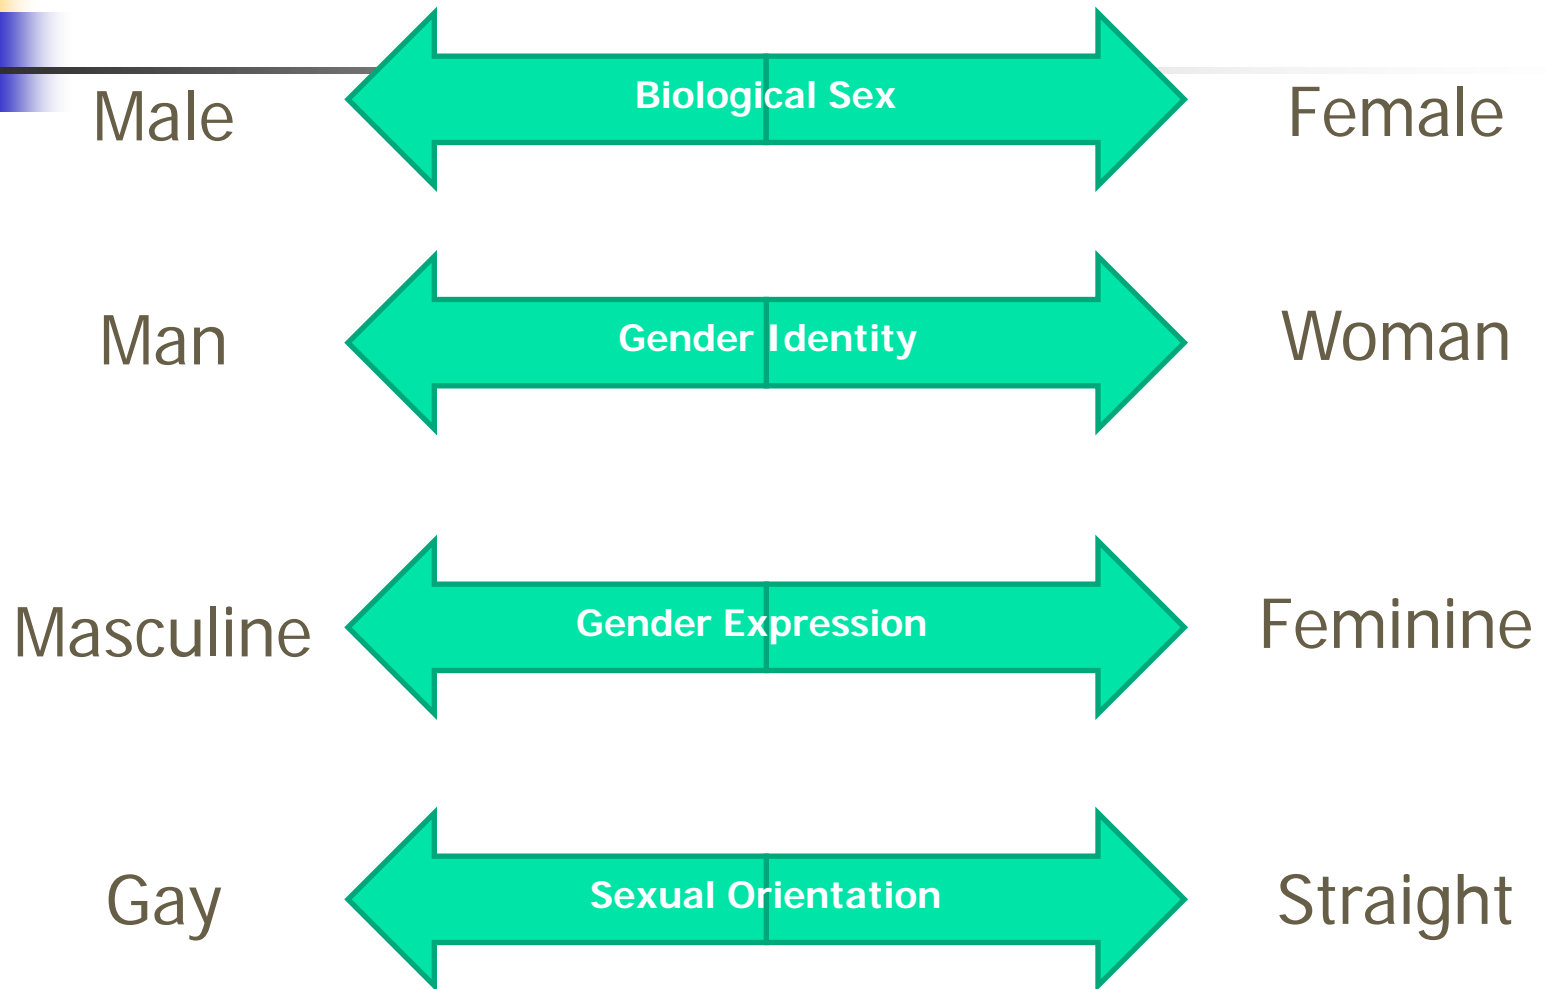 Male
Biological Sex
Female
Man
Gender Identity
Woman
Masculine
Gender Expression
Feminine
Gay
Sexual Orientation
Straight